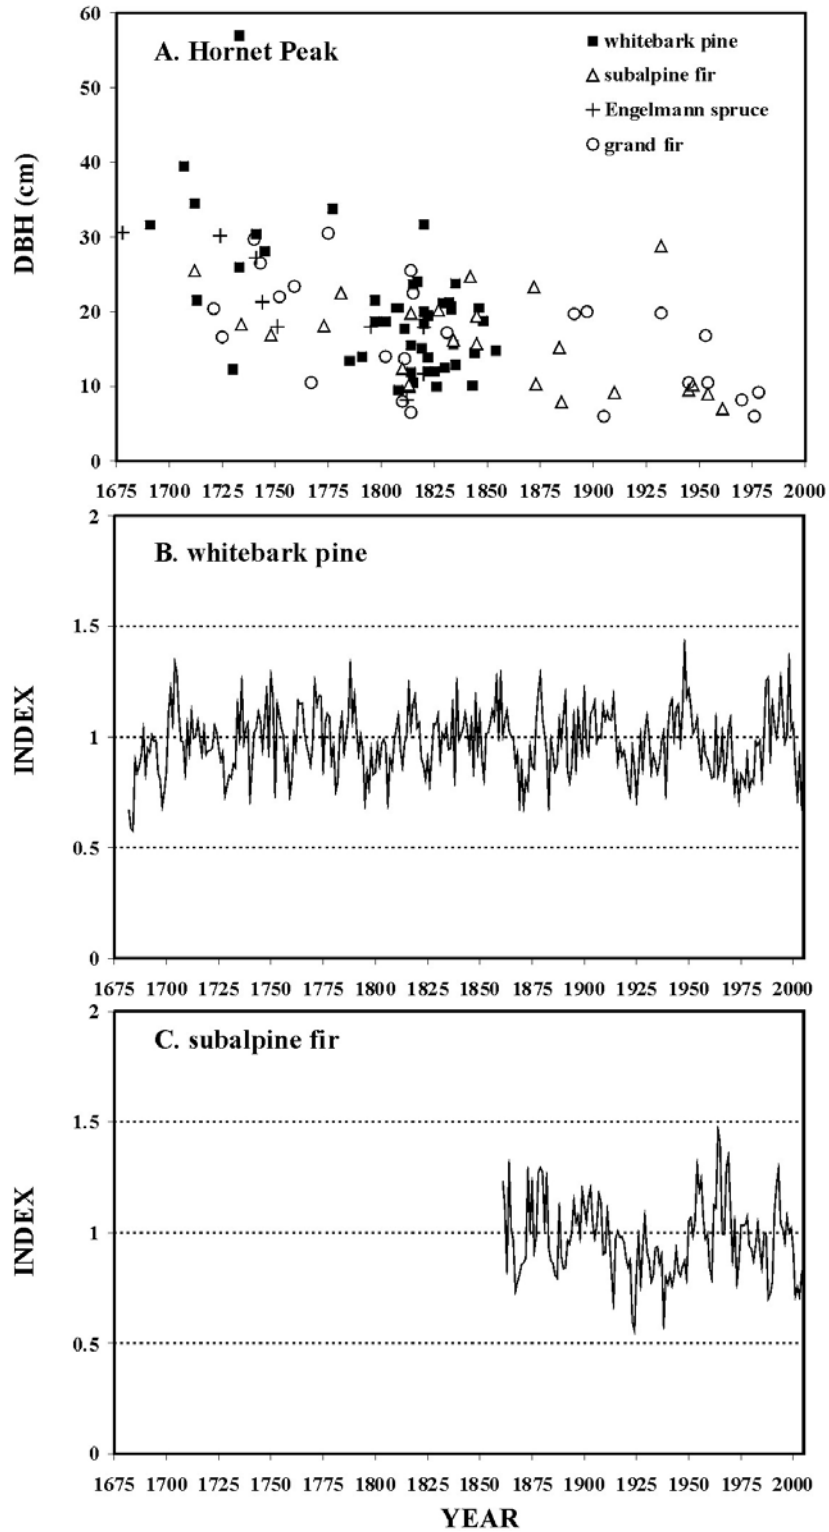 60
A. Hornet Peak
whitebark pine
50
subalpine fir
Engelmann spruce
40
grand fir
DBH (cm)
30
20
10
0
1675 1700 1725 1750 1775 1800 1825 1850 1875 1900 1925 1950 1975 2000
2
B. whitebark pine
1.5
INDEX
1
0.5
0
1675 1700 1725 1750 1775 1800 1825 1850 1875 1900 1925 1950 1975 2000
2
C. subalpine fir
1.5
INDEX
1
0.5
0
1675 1700 1725 1750 1775 1800 1825 1850 1875 1900 1925 1950 1975 2000
YEAR